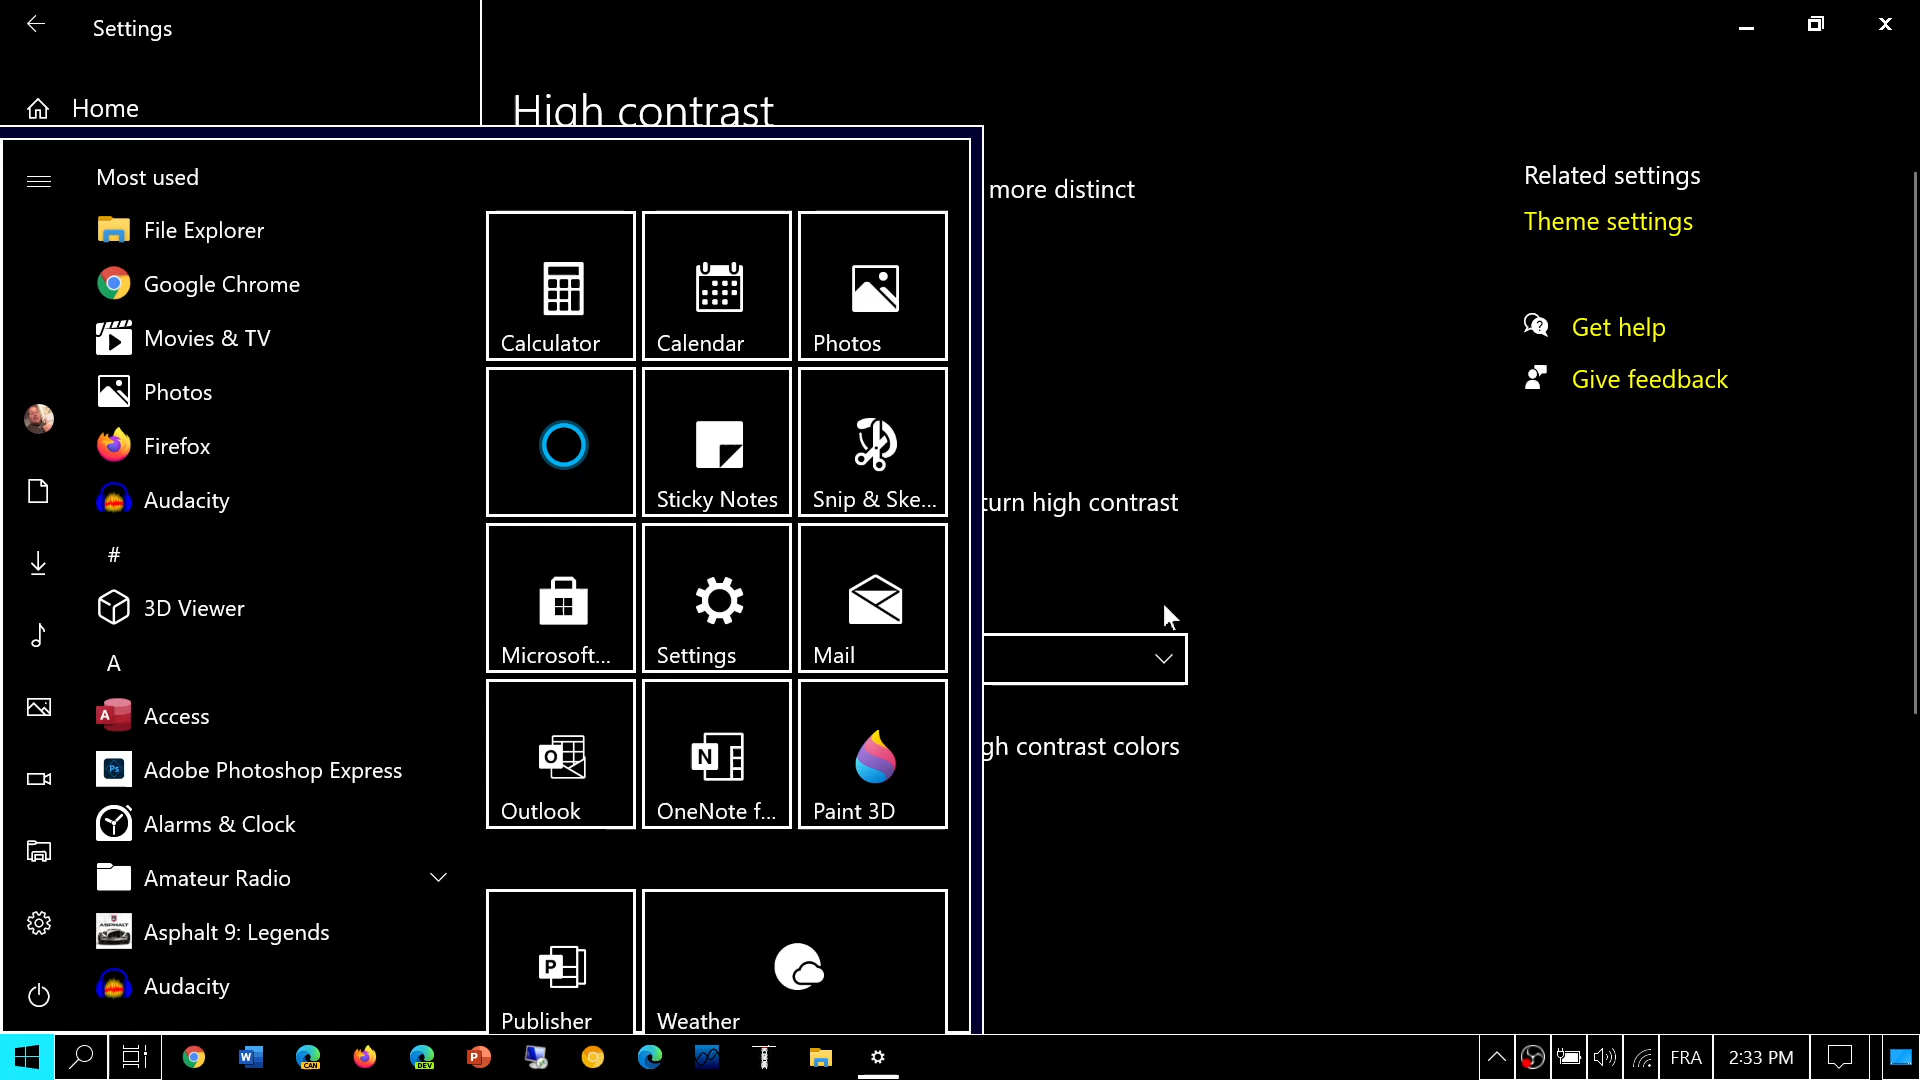 Settings
Home
High contrast
more distinct
turn high contrast
gh contrast colors
Related settings
Theme settings
Get help
Give feedback
Most used
File Explorer
Google Chrome
Movies & TV
Photos
Firefox
Audacity
#
3D Viewer
A
Access
Adobe Photoshop Express
Alarms & Clock
Amateur Radio
Asphalt 9: Legends
Audacity
Calculator
Calendar
Photos
Sticky Notes
Snip & Ske...
Microsoft...
Settings
Mail
Outlook
OneNote f...
Paint 3D
Publisher
Weather
CAN
DEV
FRA
2:33 PM